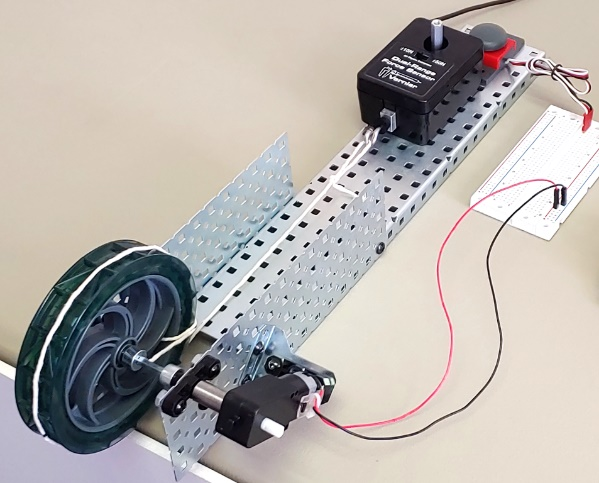 ±10N ±50N
Dual-Range
Force Sensor
Vernier